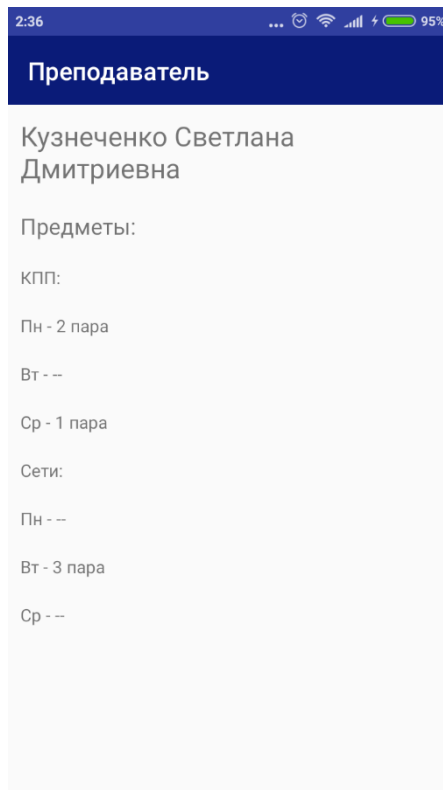 2:36 ... 95%
Преподаватель
Кузнеченко Светлана
Дмитриевна
Предметы:
КПП:
Пн - 2 пара
Вт - --
Ср - 1 пара
Сети:
Пн - --
Вт - 3 пара
Ср - --